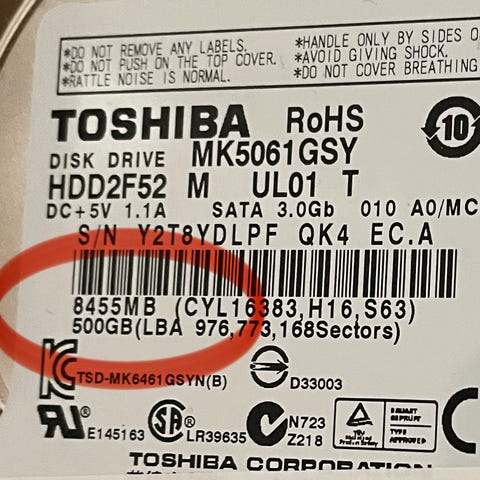 *DO NOT REMOVE ANY LABELS.
*DO NOT PUSH ON THE TOP COVER.
*RATTLE NOISE IS NORMAL.
*HANDLE ONLY BY SIDES O
*AVOID GIVING SHOCK.
*DO NOT COVER BREATHING
TOSHIBA RoHS
10
DISK DRIVE MK5061GSY
HDD2F52 M UL01 T
DC+5V 1.1A SATA 3.0Gb 010 A0/MC
S/N Y2T8YDLPF QK4 EC.A
8455MB (CYL16383,H16,S63)
500GB(LBA 976,773,168Sectors)
TSD-MK6461GSYN(B)
D33003
E145163
LR39635
N723
Z218
TOSHIBA CORPORATION